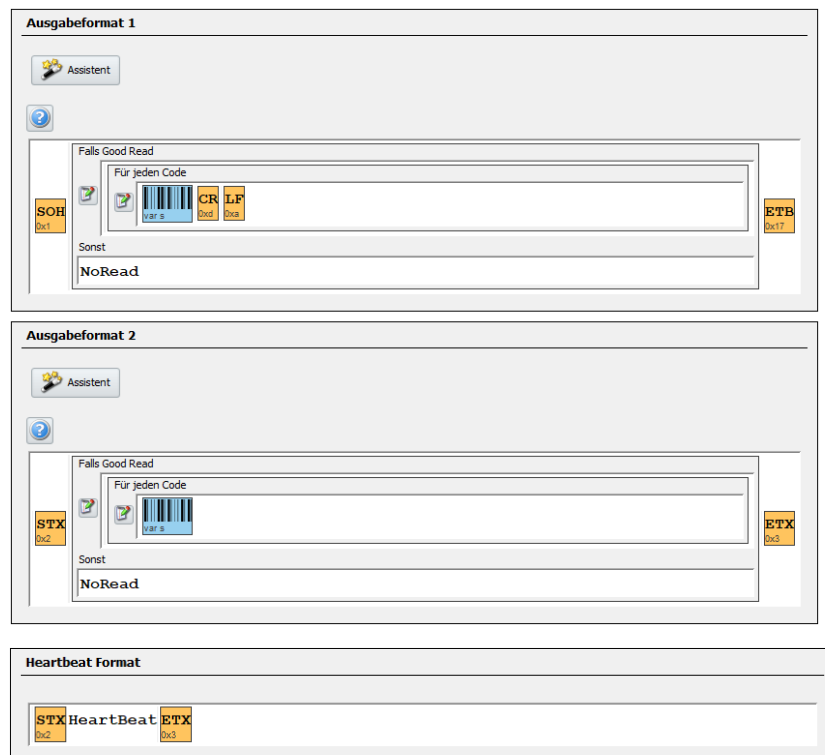 Ausgabeformat 1
Assistent
?
Falls Good Read
Für jeden Code
var s CR 0xd LF 0xa
SOH 0x1
ETB 0x17
Sonst
NoRead
Ausgabeformat 2
Assistent
?
Falls Good Read
Für jeden Code
var s
STX 0x2
ETX 0x3
Sonst
NoRead
Heartbeat Format
STX 0x2 HeartBeat ETX 0x3